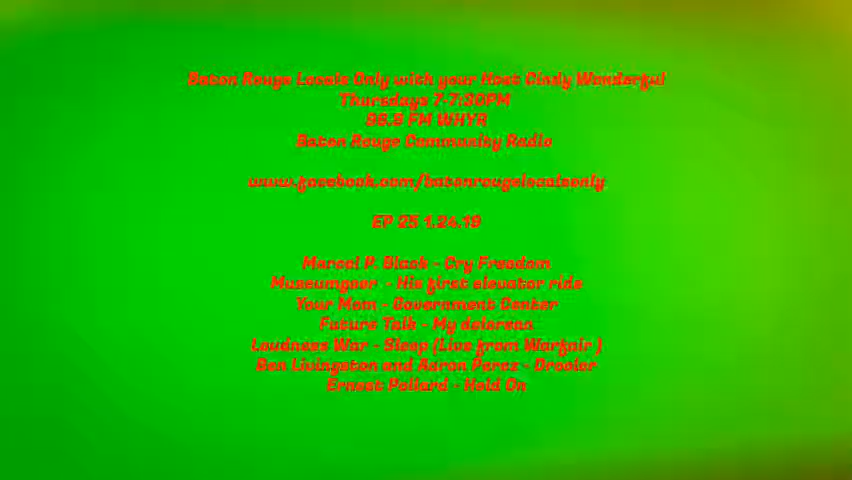 Baton Rouge Locals Only with your Host Cindy Wonderful
Thursdays 7-7:30PM
96.9 FM WHYR
Baton Rouge Community Radio
www.facebook.com/batonrougelocalsonly
EP 25 1.24.19
Marcel P. Black - Cry Freedom
Museumgoer - His first elevator ride
Your Mom - Government Center
Future Talk - My delorean
Loudness War - Sleep (Live from Warfair )
Ben Livingston and Aaron Perez - Drooler
Ernest Pollard - Hold On